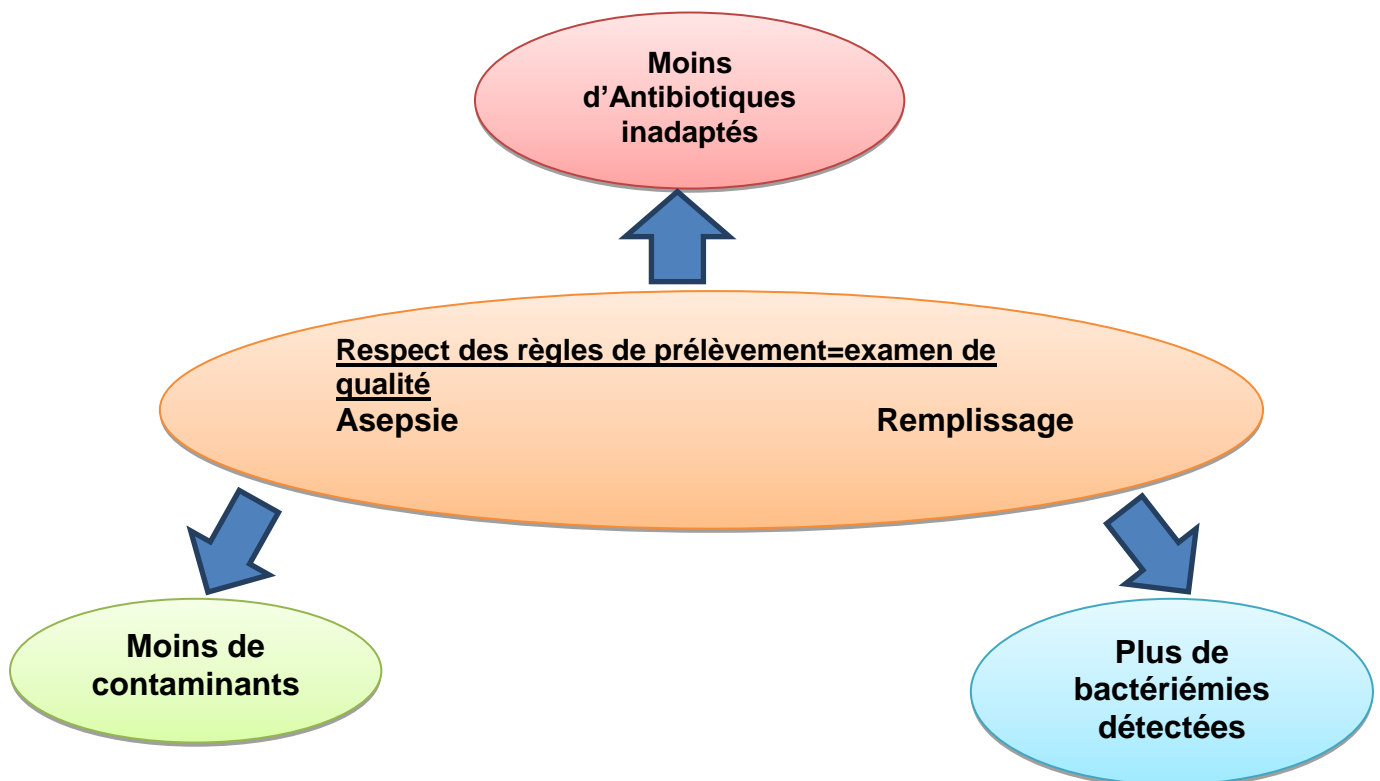 Moins
d’Antibiotiques
inadaptés
Respect des règles de prélèvement=examen de
qualité
Asepsie Remplissage
Moins de
contaminants
Plus de
bactériémies
détectées